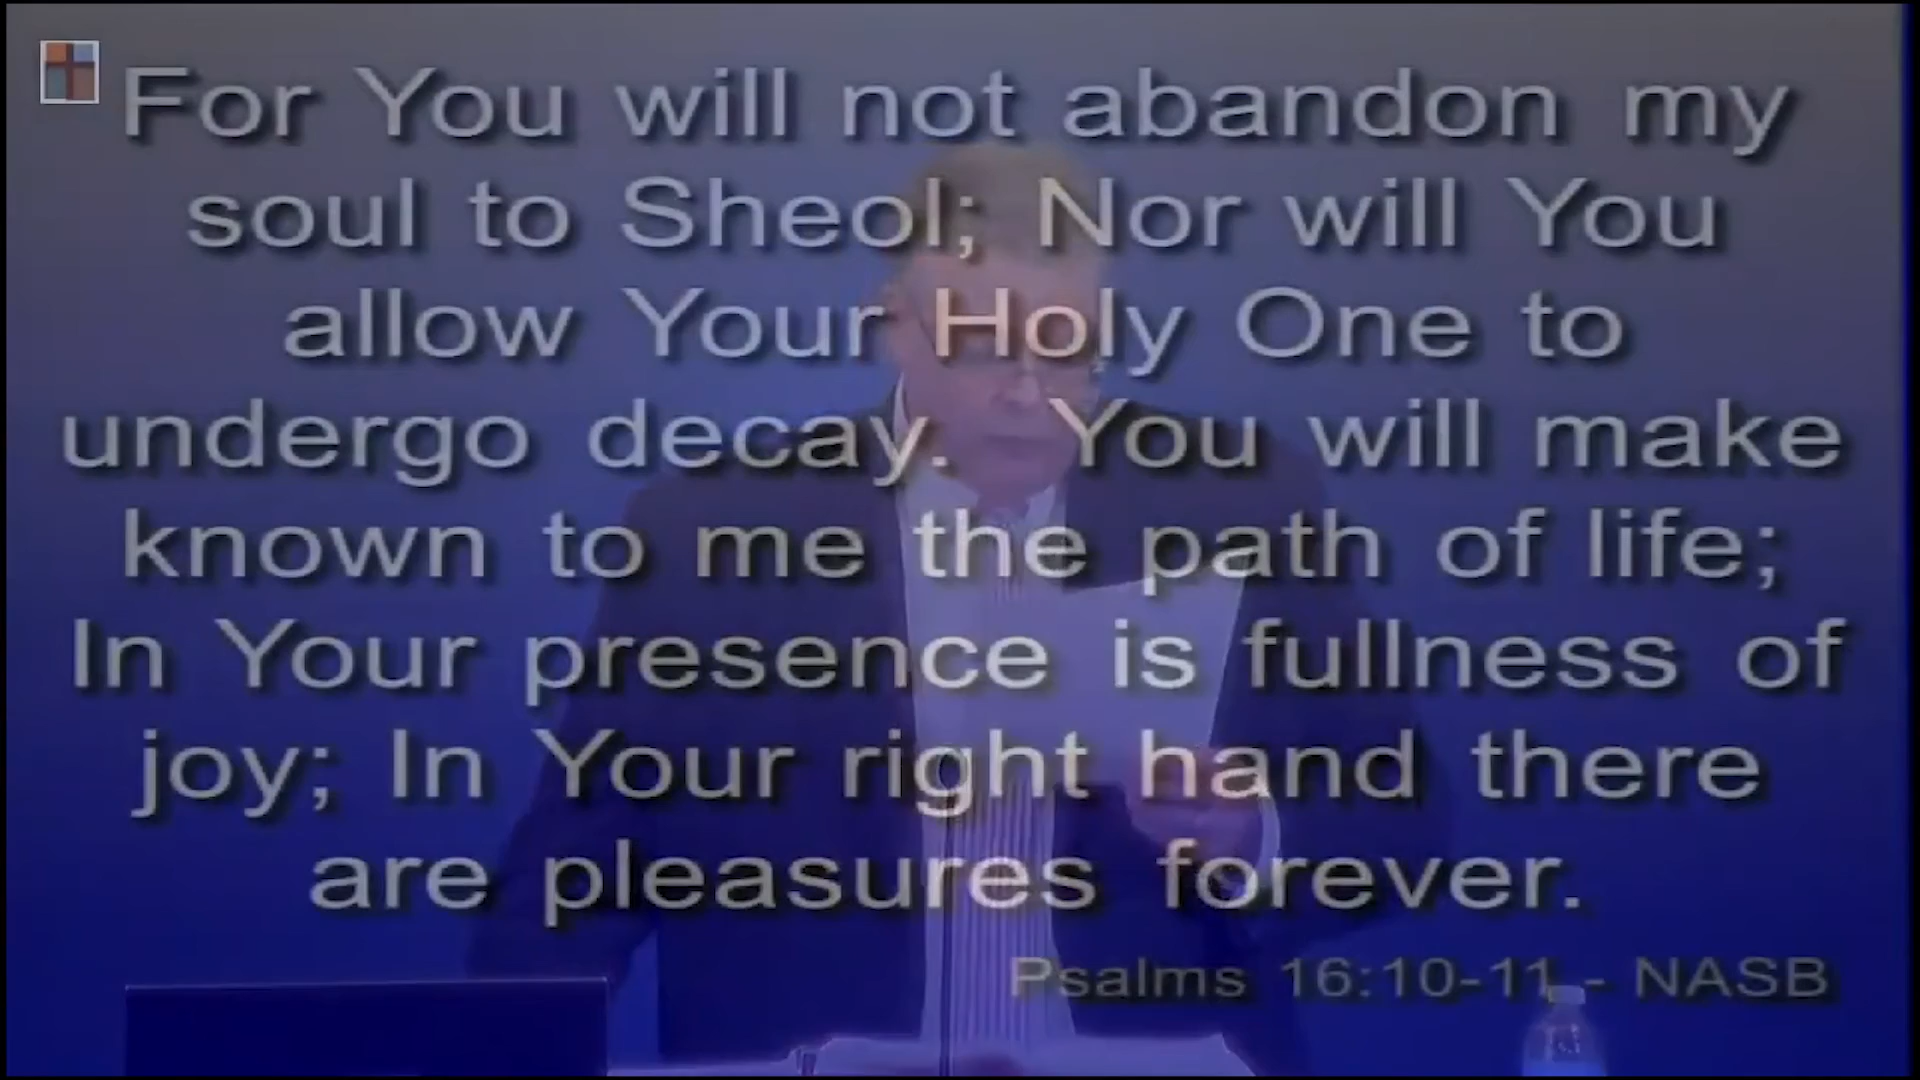 For You will not abandon my
soul to Sheol; Nor will You
allow Your Holy One to
undergo decay. You will make
known to me the path of life;
In Your presence is fullness of
joy; In Your right hand there
are pleasures forever.
Psalms 16:10-11 - NASB